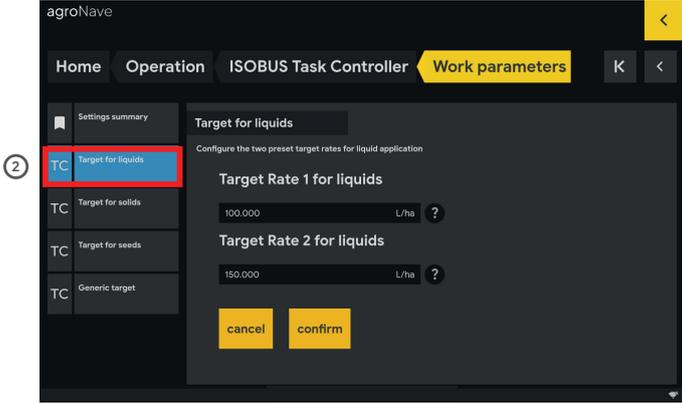 agroNave
Home Operation ISOBUS Task Controller Work parameters
Settings summary
2
TC Target for liquids
TC Target for solids
TC Target for seeds
TC Generic target
Target for liquids
Configure the two preset target rates for liquid application
Target Rate 1 for liquids
100.000 L/ha ?
Target Rate 2 for liquids
150.000 L/ha ?
cancel confirm